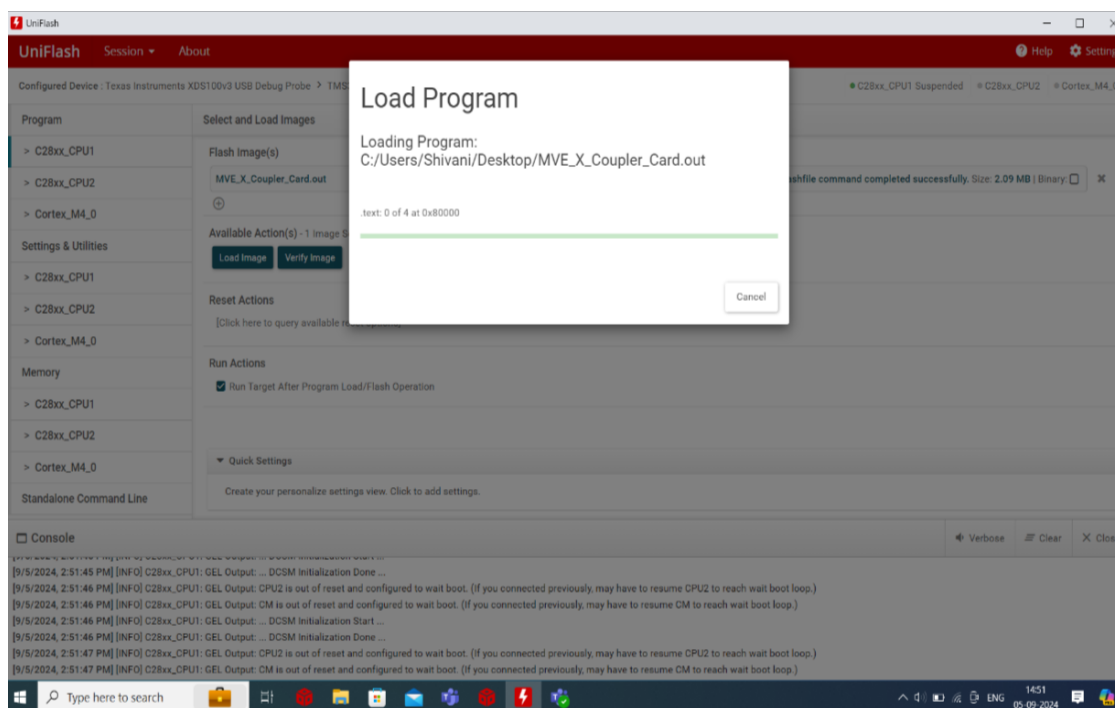 UniFlash
UniFlash Session About Help Setting
Configured Device : Texas Instruments XDS100v3 USB Debug Probe > TMS
C28xx_CPU1 Suspended C28xx_CPU2 Cortex_M4_0
Program
> C28xx_CPU1
> C28xx_CPU2
> Cortex_M4_0
Settings & Utilities
> C28xx_CPU1
> C28xx_CPU2
> Cortex_M4_0
Memory
> C28xx_CPU1
> C28xx_CPU2
> Cortex_M4_0
Standalone Command Line
Select and Load Images
Flash Image(s)
MVE_X_Coupler_Card.out
shfile command completed successfully. Size: 2.09 MB | Binary:
Available Action(s) - 1 Image S
Load Image Verify Image
Reset Actions
[Click here to query available
Run Actions
Run Target After Program Load/Flash Operation
Quick Settings
Create your personalize settings view. Click to add settings.
Load Program
Loading Program:
C:/Users/Shivani/Desktop/MVE_X_Coupler_Card.out
.text: 0 of 4 at 0x80000
Cancel
Console Verbose Clear Clos
[9/5/2024, 2:51:45 PM] [INFO] C28xx_CPU1: GEL Output: ... DCSM Initialization Done ...
[9/5/2024, 2:51:46 PM] [INFO] C28xx_CPU1: GEL Output: CPU2 is out of reset and configured to wait boot. (If you connected previously, may have to resume CPU2 to reach wait boot loop.)
[9/5/2024, 2:51:46 PM] [INFO] C28xx_CPU1: GEL Output: CM is out of reset and configured to wait boot. (If you connected previously, may have to resume CM to reach wait boot loop.)
[9/5/2024, 2:51:46 PM] [INFO] C28xx_CPU1: GEL Output: ... DCSM Initialization Start ...
[9/5/2024, 2:51:46 PM] [INFO] C28xx_CPU1: GEL Output: ... DCSM Initialization Done ...
[9/5/2024, 2:51:47 PM] [INFO] C28xx_CPU1: GEL Output: CPU2 is out of reset and configured to wait boot. (If you connected previously, may have to resume CPU2 to reach wait boot loop.)
[9/5/2024, 2:51:47 PM] [INFO] C28xx_CPU1: GEL Output: CM is out of reset and configured to wait boot. (If you connected previously, may have to resume CM to reach wait boot loop.)
Type here to search
ENG
1451
05-09-2024